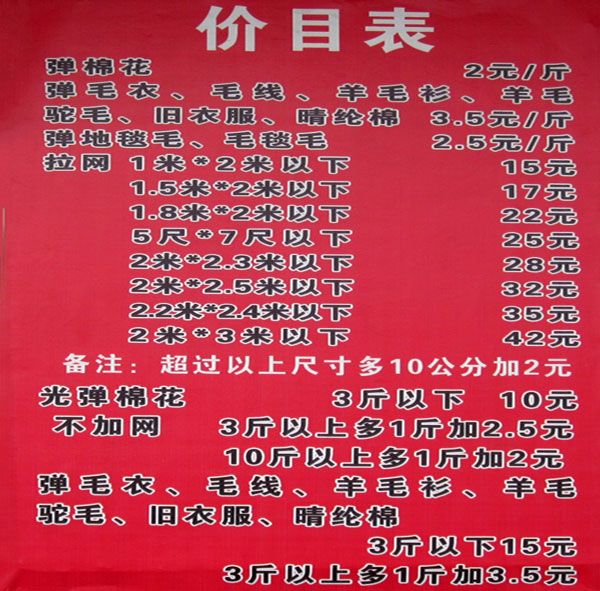 价目表
弹棉花 2元/斤
弹毛衣、毛线、羊毛衫、羊毛
驼毛、旧衣服、晴纶棉 3.5元/斤
弹地毯毛、毛毯毛 2.5元/斤
拉网 1米*2米以下 15元
1.5米*2米以下 17元
1.8米*2米以下 22元
5尺*7尺以下 25元
2米*2.3米以下 28元
2米*2.5米以下 32元
2.2米*2.4米以下 35元
2米*3米以下 42元
备注：超过以上尺寸多10公分加2元
光弹棉花 3斤以下 10元
不加网 3斤以上多1斤加2.5元
10斤以上多1斤加2元
弹毛衣、毛线、羊毛衫、羊毛
驼毛、旧衣服、晴纶棉
3斤以下15元
3斤以上多1斤加3.5元